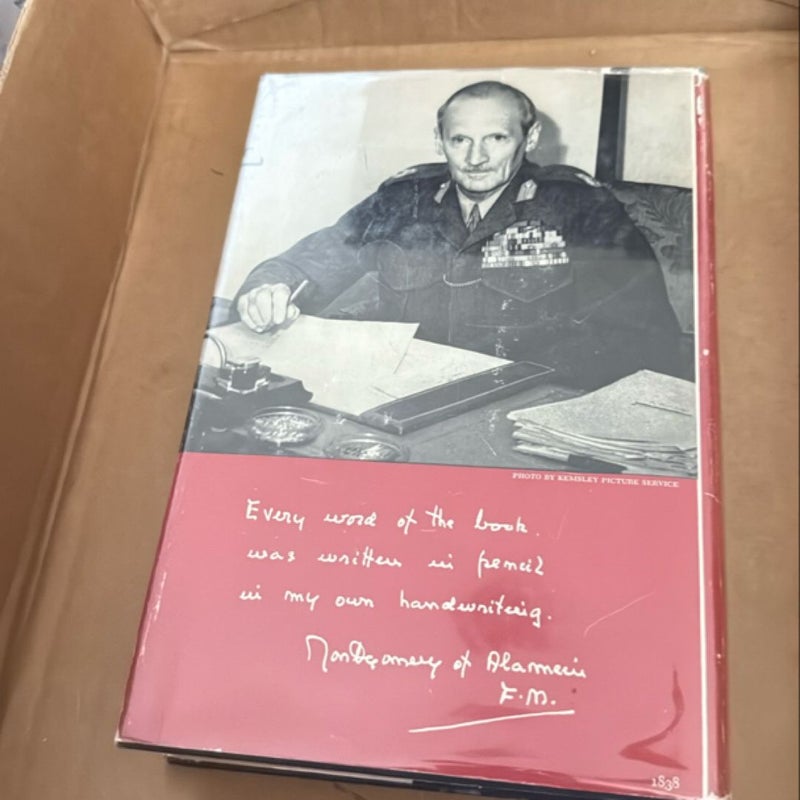 PHOTO BY KEMSLEY PICTURE SERVICE
Every word of the book.
was written in pencil
in my own handwriting.
Montgomery of Alamein
F.M.
1838